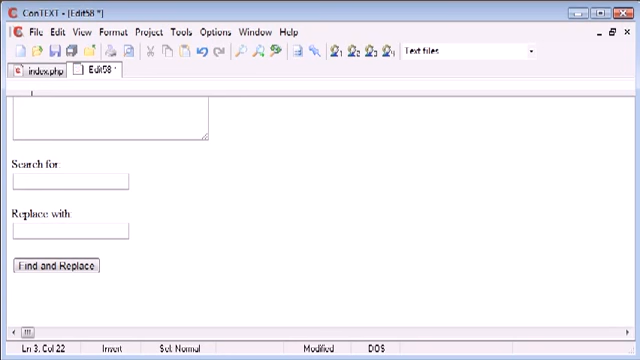 ConTEXT - [Edit58 *]
File Edit View Format Project Tools Options Window Help
Text files
index.php Edit58 *
Search for:
Replace with:
Find and Replace
Ln 3, Col 22 Insert Sel: Normal Modified DOS